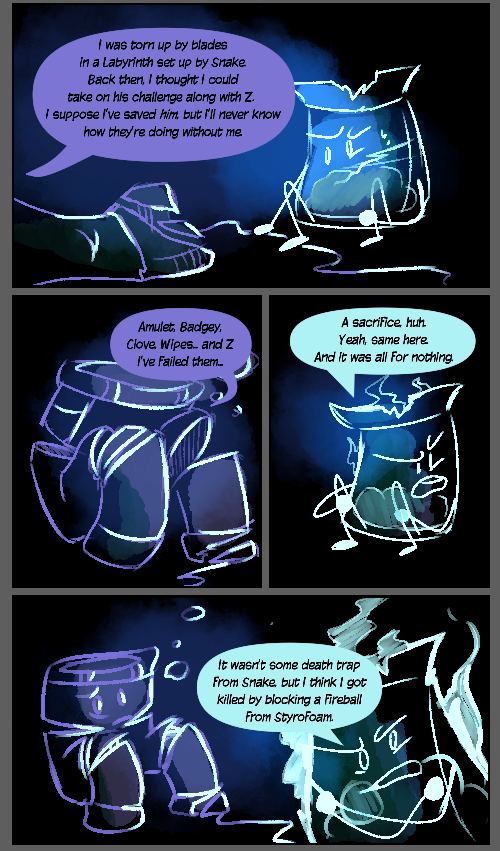 I was torn up by blades
in a Labyrinth set up by Snake.
Back then, I thought I could
take on his challenge along with Z.
I suppose I've saved him, but I'll never know
how they're doing without me.
Amulet, Badgey,
Clove, Wipes... and Z
I've failed them...
A sacrifice, huh.
Yeah, same here.
And it was all for nothing.
It wasn't some death trap
from Snake, but I think I got
killed by blocking a fireball
from StyroFoam.